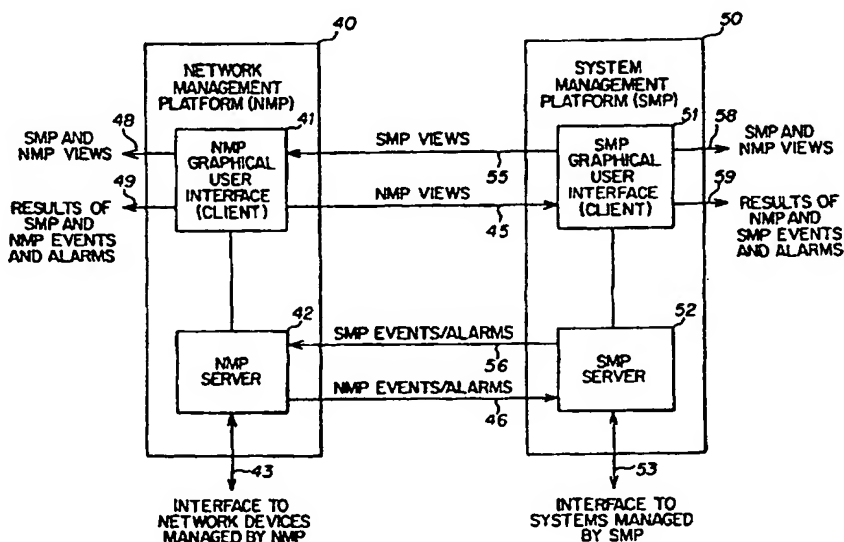 40
50
NETWORK
MANAGEMENT
PLATFORM (NMP)
SYSTEM
MANAGEMENT
PLATFORM (SMP)
48
41
51
58
SMP AND
NMP VIEWS
NMP
GRAPHICAL
USER
INTERFACE
(CLIENT)
SMP VIEWS
55
SMP
GRAPHICAL
USER
INTERFACE
(CLIENT)
SMP AND
NMP VIEWS
49
59
RESULTS OF
SMP AND
NMP EVENTS
AND ALARMS
NMP VIEWS
45
RESULTS OF
NMP AND
SMP EVENTS
AND ALARMS
42
52
NMP
SERVER
SMP EVENTS/ALARMS
56
NMP EVENTS/ALARMS
46
SMP
SERVER
43
53
INTERFACE TO
NETWORK DEVICES
MANAGED BY NMP
INTERFACE TO
SYSTEMS MANAGED
BY SMP